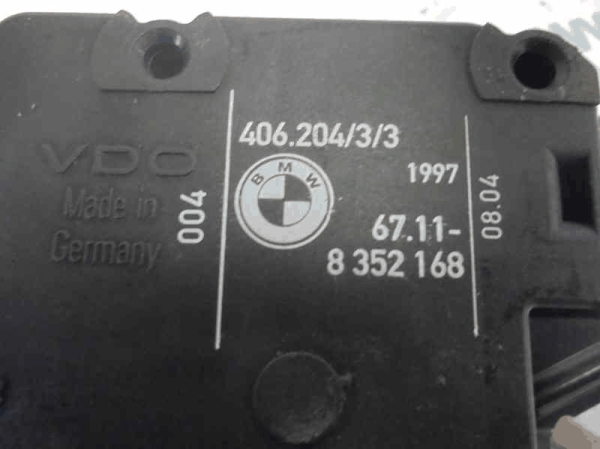 VDO
Made in
Germany
004
406.204/3/3
BMW
1997
67.11-
8 352 168
08.04